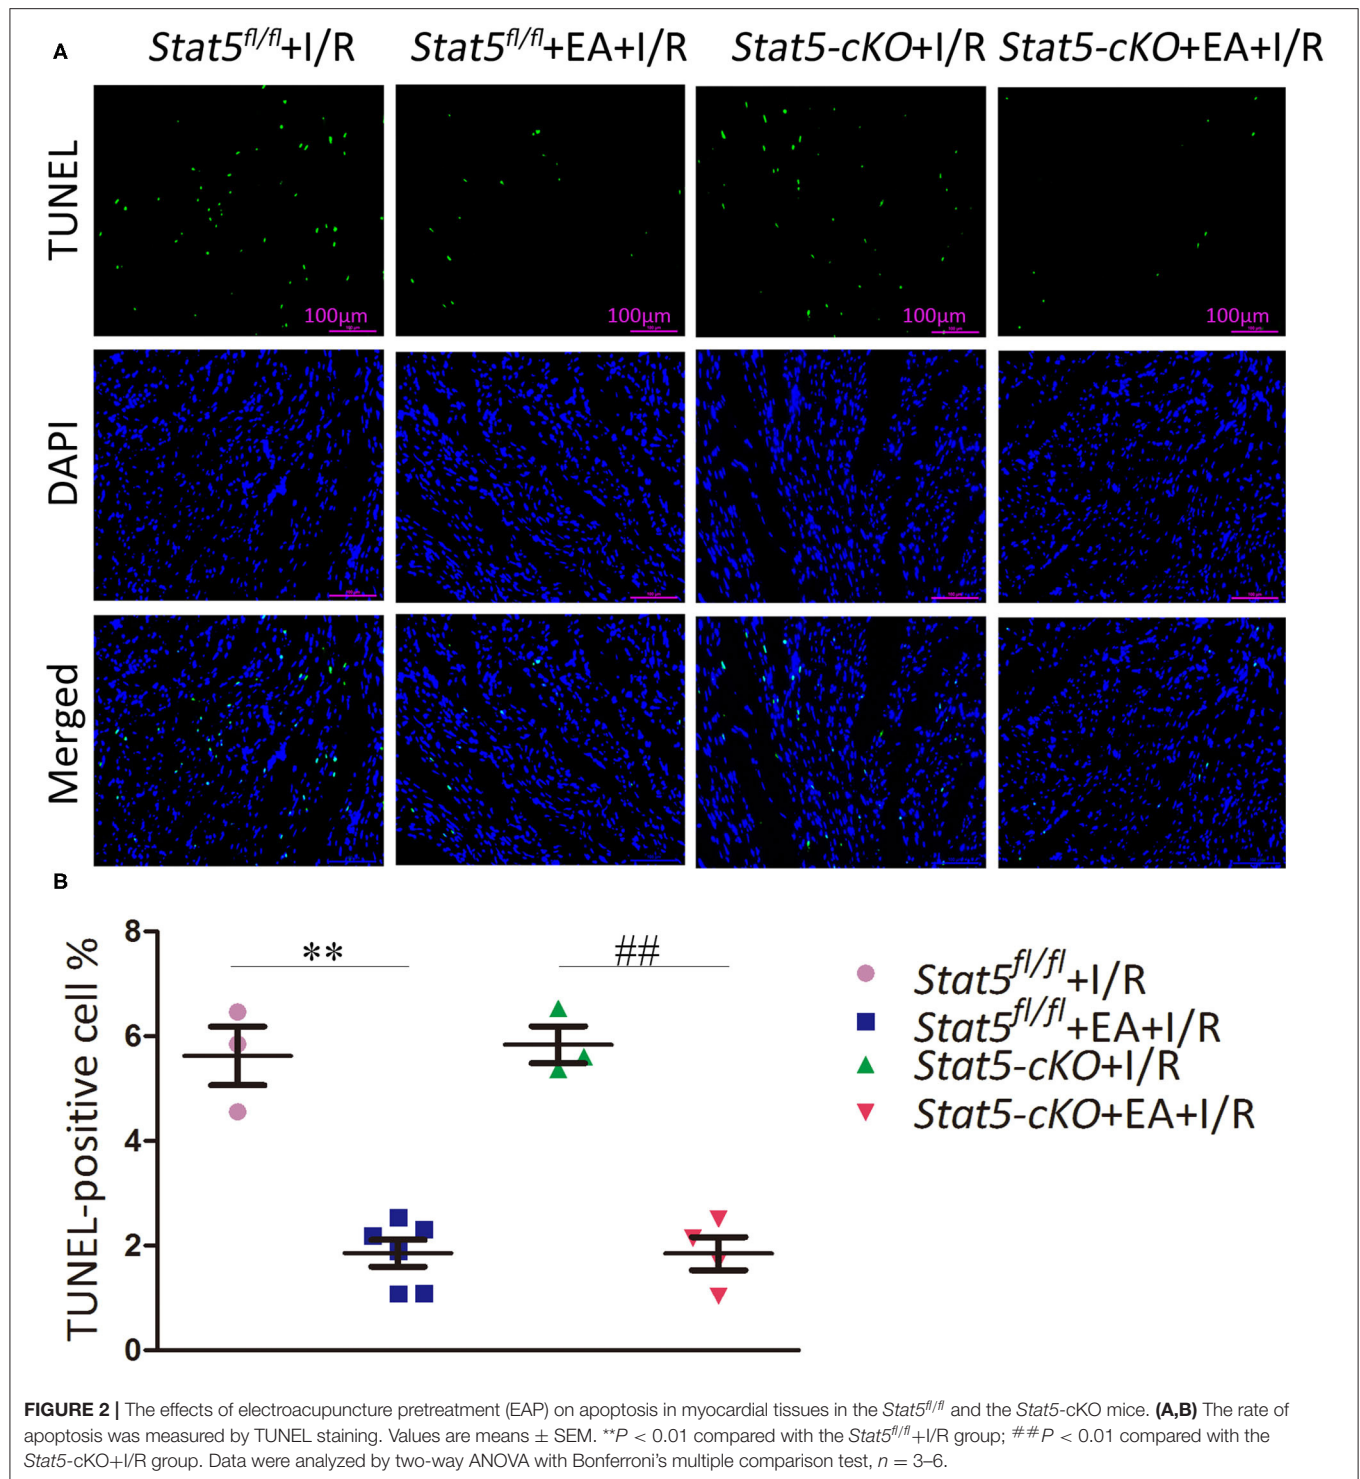 A
Stat5fl/fl+I/R Stat5fl/fl+EA+I/R Stat5-cKO+I/R Stat5-cKO+EA+I/R
TUNEL
100μm 100μm 100μm 100μm
DAPI
Merged
B
TUNEL-positive cell %
8
6
4
2
0
** ##
Stat5fl/fl+I/R
Stat5fl/fl+EA+I/R
Stat5-cKO+I/R
Stat5-cKO+EA+I/R
FIGURE 2 | The effects of electroacupuncture pretreatment (EAP) on apoptosis in myocardial tissues in the Stat5fl/fl and the Stat5-cKO mice. (A,B) The rate of
apoptosis was measured by TUNEL staining. Values are means ± SEM. **P < 0.01 compared with the Stat5fl/fl+I/R group; ##P < 0.01 compared with the
Stat5-cKO+I/R group. Data were analyzed by two-way ANOVA with Bonferroni's multiple comparison test, n = 3–6.